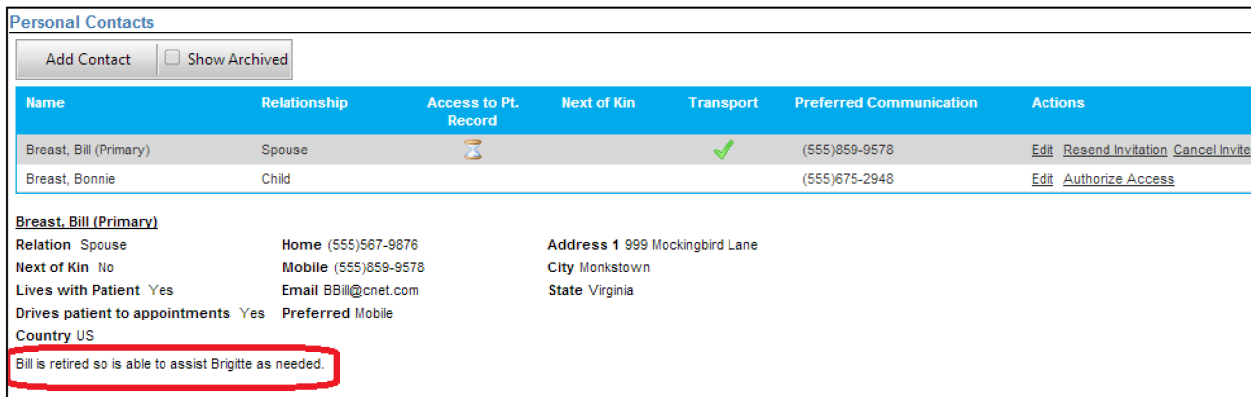 Personal Contacts
Add Contact Show Archived
Name Relationship Access to Pt. Record Next of Kin Transport Preferred Communication Actions
Breast, Bill (Primary) Spouse (555)859-9578 Edit Resend Invitation Cancel Invite
Breast, Bonnie Child (555)675-2948 Edit Authorize Access
Breast, Bill (Primary)
Relation Spouse Home (555)567-9876 Address 1 999 Mockingbird Lane
Next of Kin No Mobile (555)859-9578 City Monkstown
Lives with Patient Yes Email BBill@cnet.com State Virginia
Drives patient to appointments Yes Preferred Mobile
Country US
Bill is retired so is able to assist Brigitte as needed.